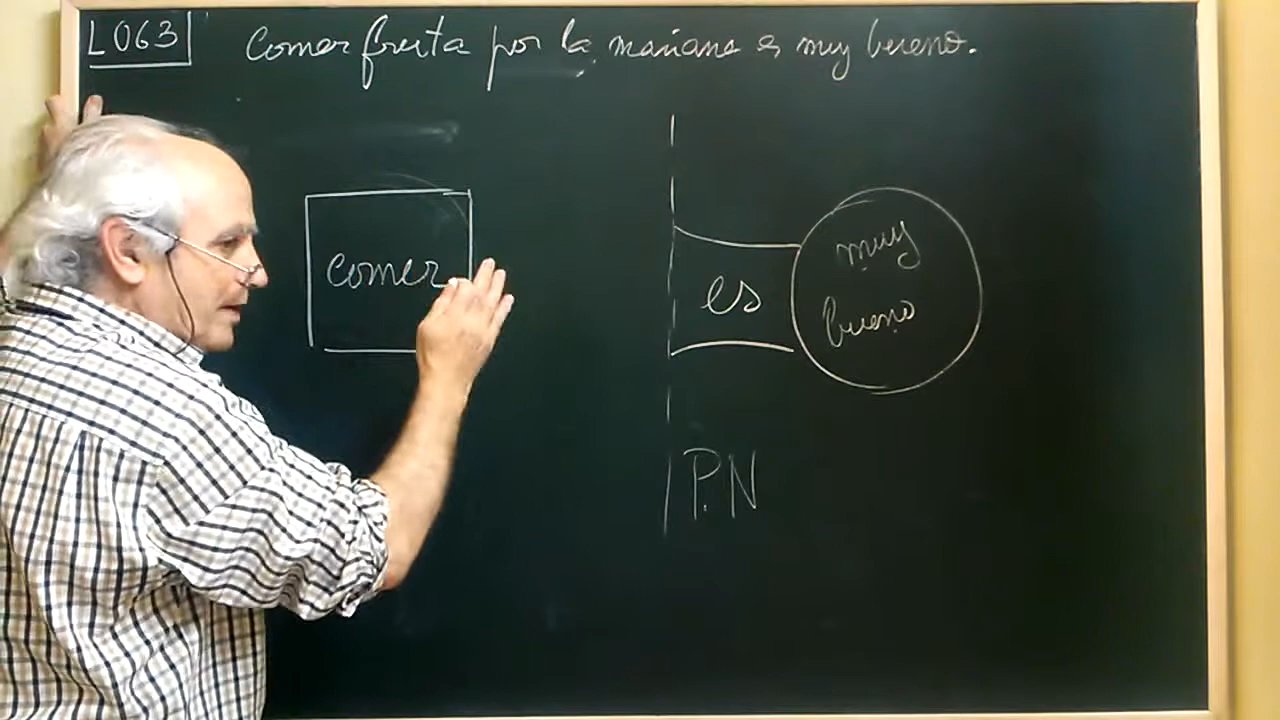 L063 Comer fruta por la mañana es muy bueno.
comer
es
muy
bueno
P.N